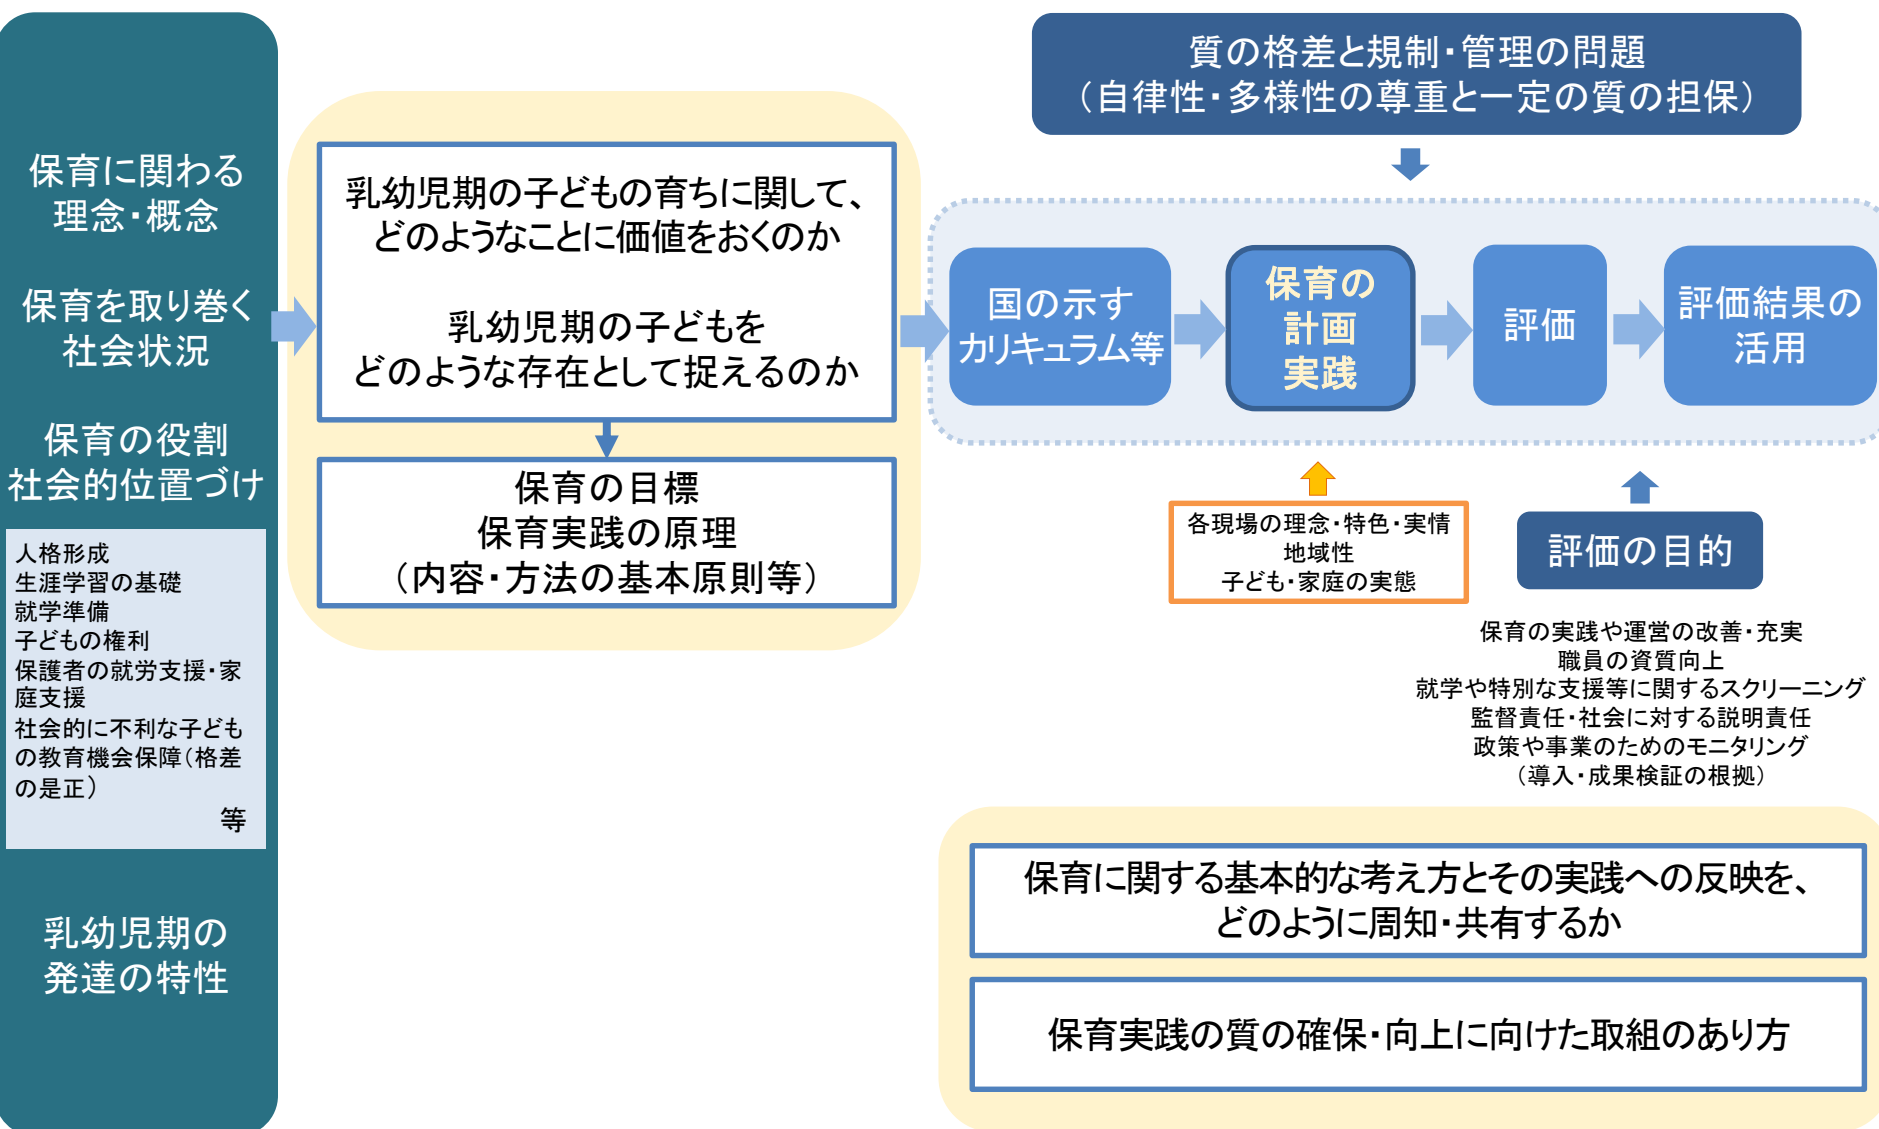 保育に関わる
理念・概念
保育を取り巻く
社会状況
保育の役割
社会的位置づけ
人格形成
生涯学習の基礎
就学準備
子どもの権利
保護者の就労支援・家
庭支援
社会的に不利な子ども
の教育機会保障（格差
の是正）
等
乳幼児期の
発達の特性
乳幼児期の子どもの育ちに関して、
どのようなことに価値をおくのか
乳幼児期の子どもを
どのような存在として捉えるのか
保育の目標
保育実践の原理
（内容・方法の基本原則等）
質の格差と規制・管理の問題
（自律性・多様性の尊重と一定の質の担保）
国の示す
カリキュラム等
保育の
計画
実践
評価
評価結果の
活用
各現場の理念・特色・実情
地域性
子ども・家庭の実態
評価の目的
保育の実践や運営の改善・充実
職員の資質向上
就学や特別な支援等に関するスクリーニング
監督責任・社会に対する説明責任
政策や事業のためのモニタリング
（導入・成果検証の根拠）
保育に関する基本的な考え方とその実践への反映を、
どのように周知・共有するか
保育実践の質の確保・向上に向けた取組のあり方